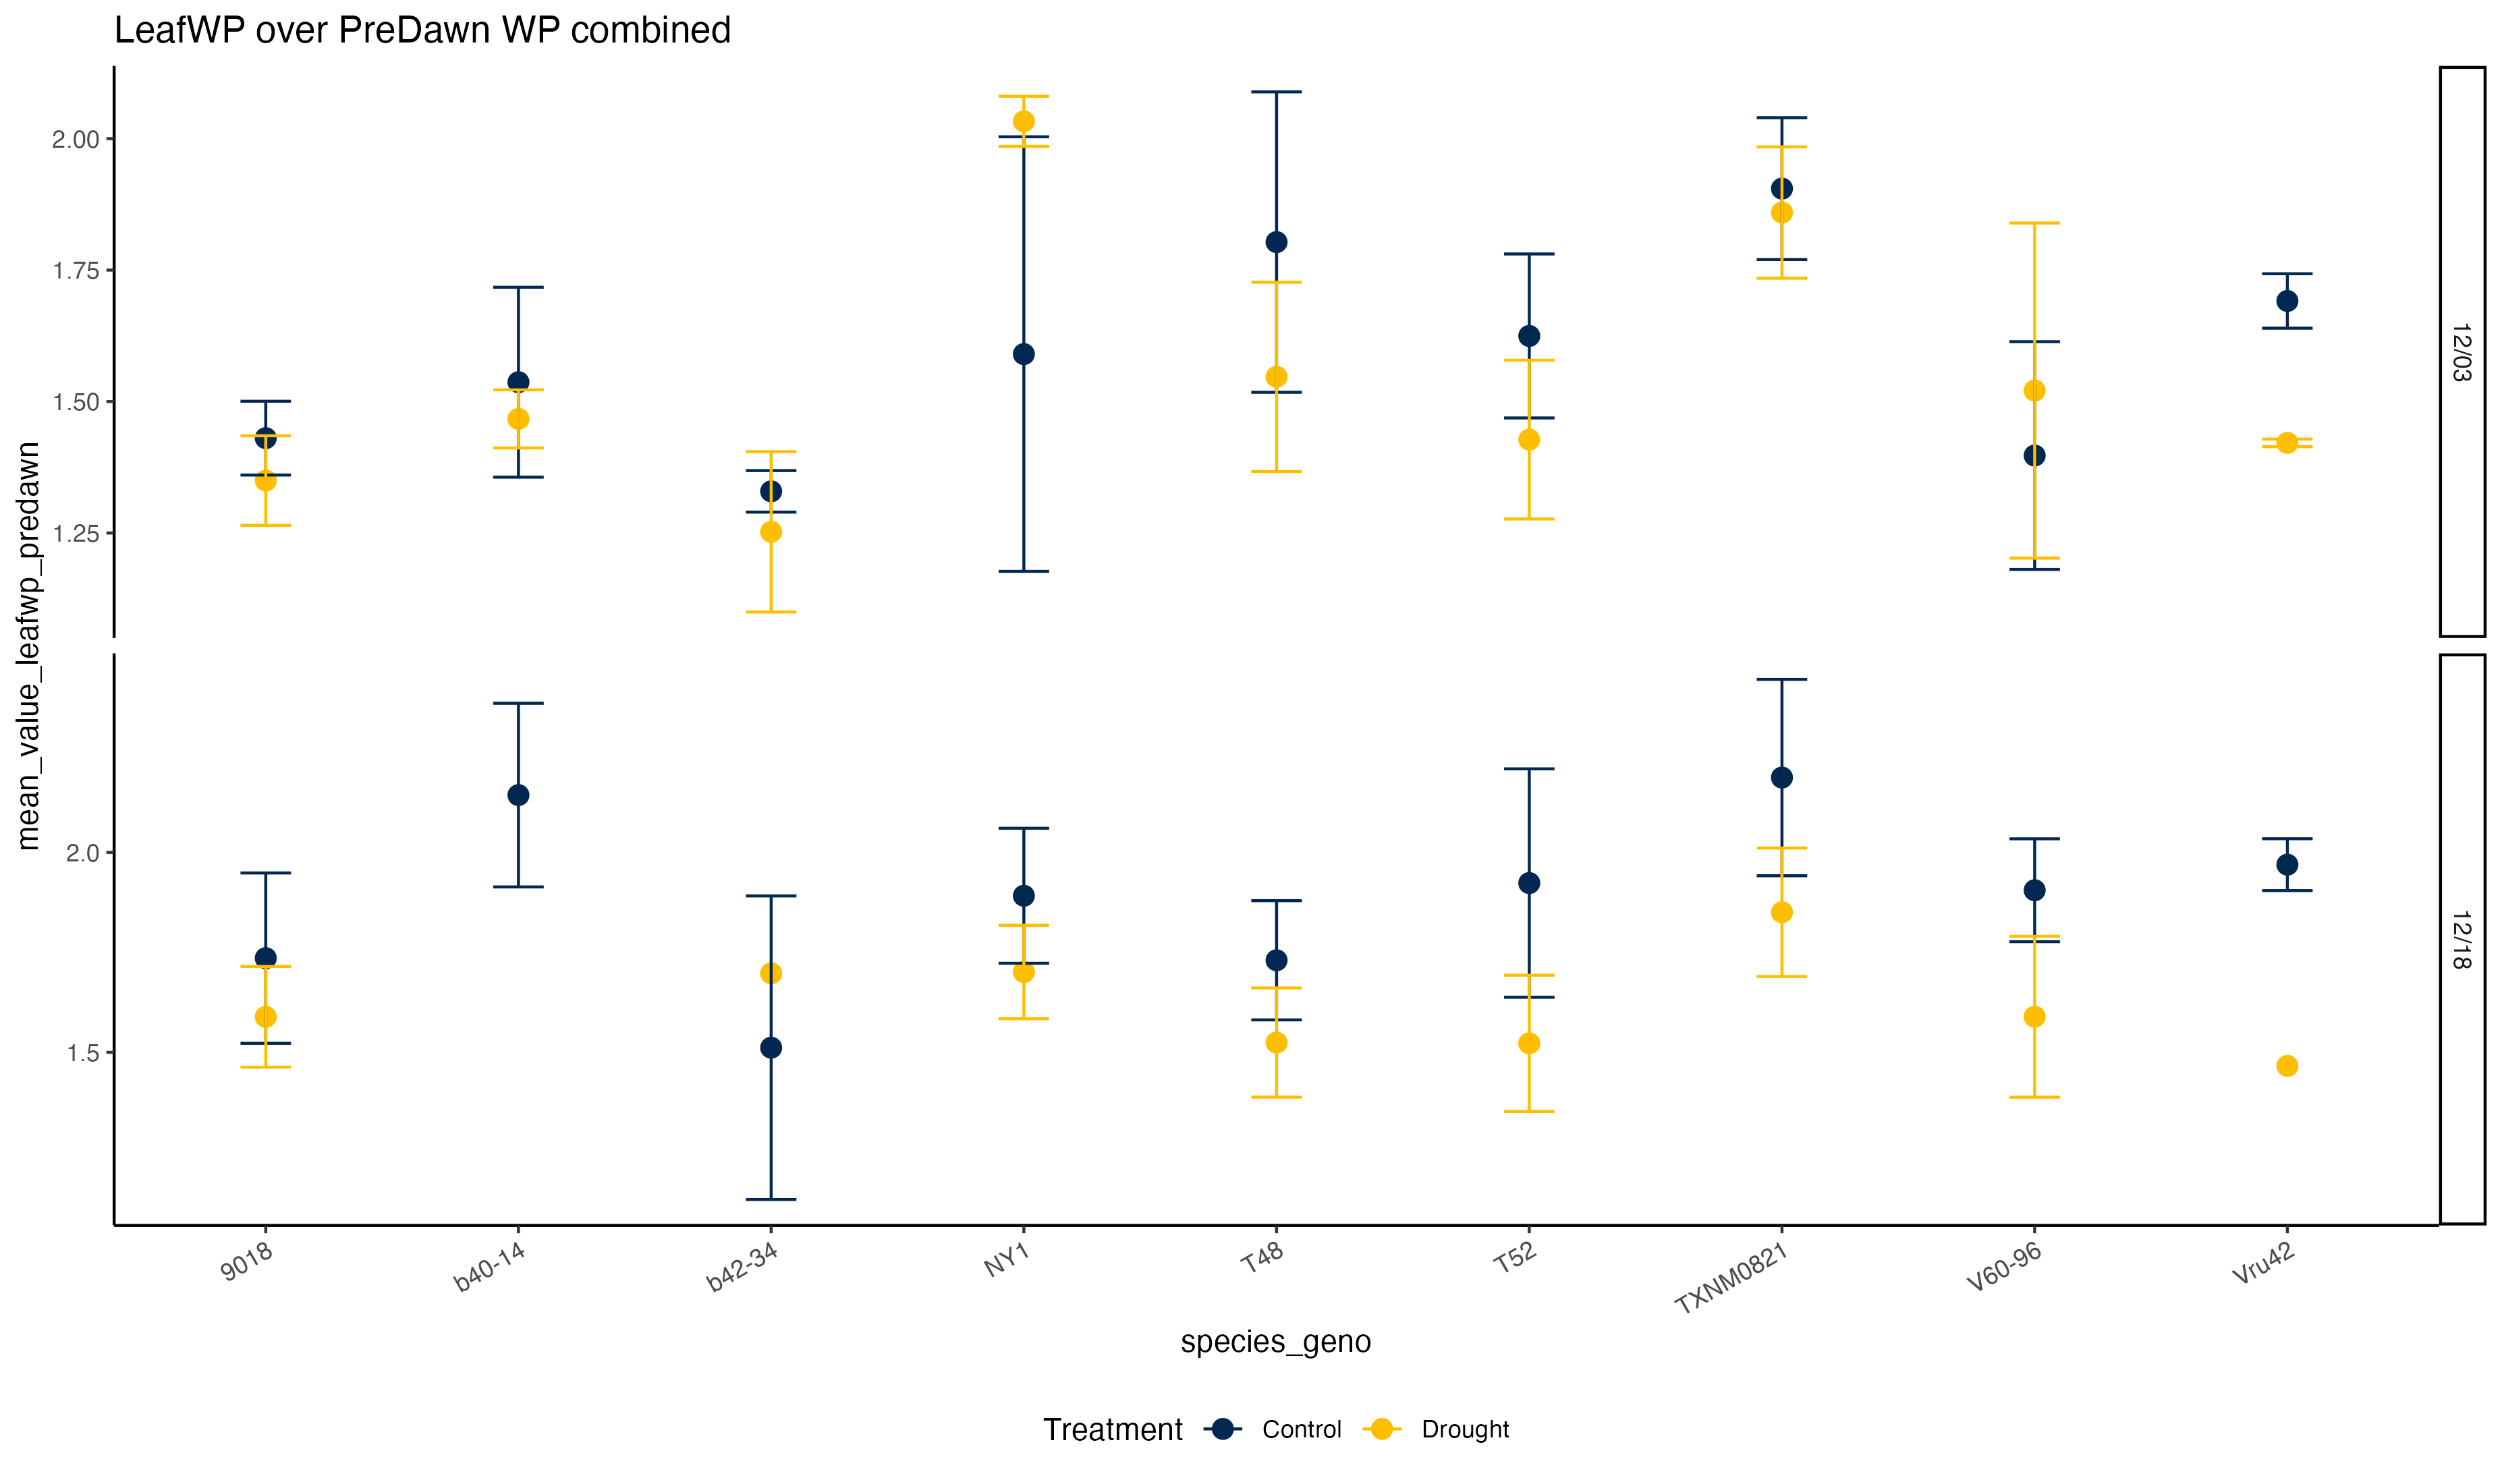 LeafWP over PreDawn WP combined
mean_value_leafwp_predawn
2.00
1.75
1.50
1.25
12/03
2.0
1.5
12/18
9018
b40-14
b42-34
NY1
T48
T52
TXNM0821
V60-96
Vru42
species_geno
Treatment Control Drought